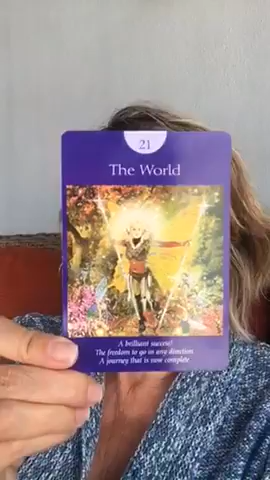 21
The World
A brilliant success!
The freedom to go in any direction
A journey that is now complete